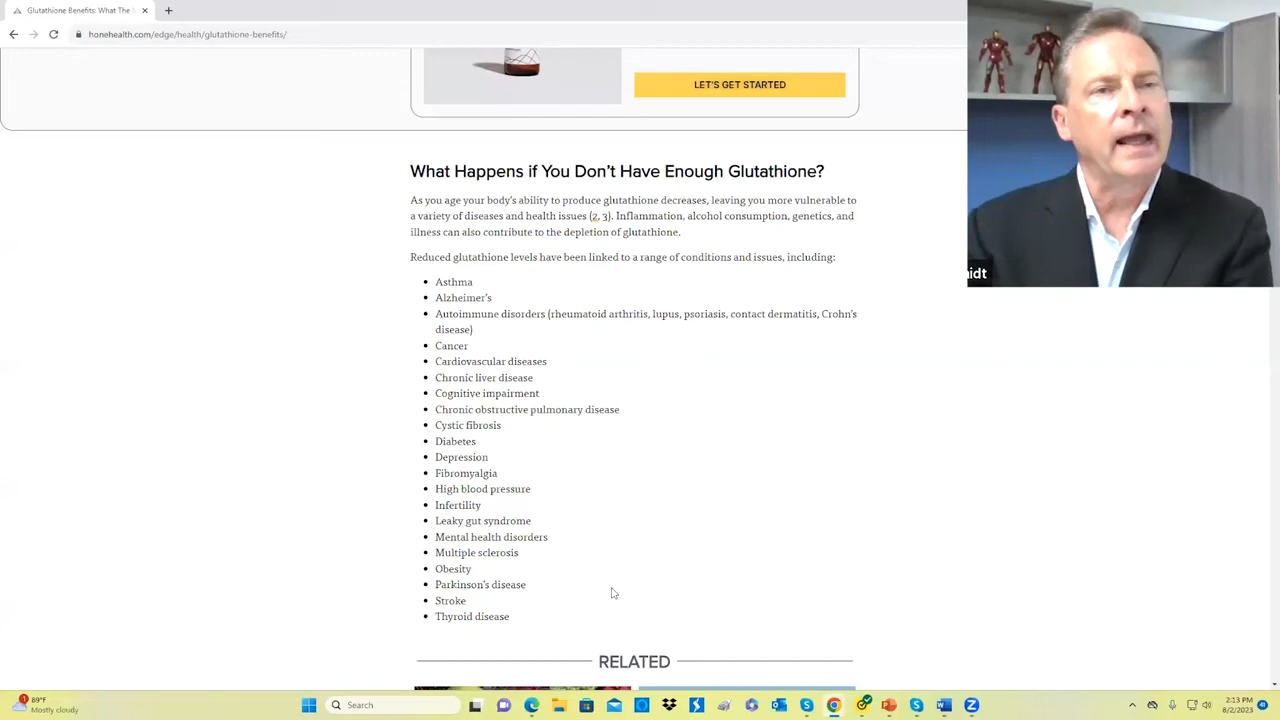 Glutathione Benefits: What The M
honehealth.com/edge/health/glutathione-benefits/
LET'S GET STARTED
idt
What Happens if You Don't Have Enough Glutathione?
As you age your body's ability to produce glutathione decreases, leaving you more vulnerable to
a variety of diseases and health issues (2, 3). Inflammation, alcohol consumption, genetics, and
illness can also contribute to the depletion of glutathione.
Reduced glutathione levels have been linked to a range of conditions and issues, including:
Asthma
Alzheimer's
Autoimmune disorders (rheumatoid arthritis, lupus, psoriasis, contact dermatitis, Crohn's
disease)
Cancer
Cardiovascular diseases
Chronic liver disease
Cognitive impairment
Chronic obstructive pulmonary disease
Cystic fibrosis
Diabetes
Depression
Fibromyalgia
High blood pressure
Infertility
Leaky gut syndrome
Mental health disorders
Multiple sclerosis
Obesity
Parkinson's disease
Stroke
Thyroid disease
RELATED
1
89°F
Mostly cloudy
Search
2:13 PM
8/2/2023